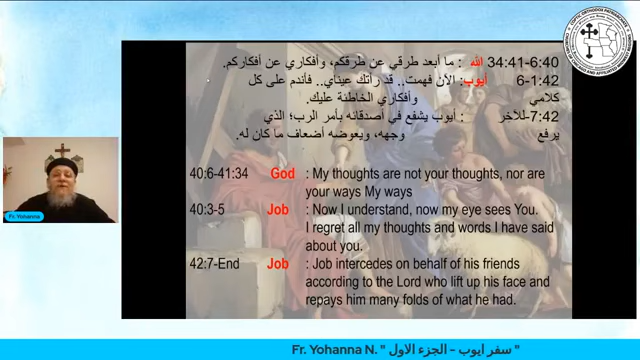 34:41-6:40 الله : ما أبعد طرقي عن طرقكم، وأفكاري عن أفكاركم.
6-1:42 أيوب: الآن فهمت.. قد رأتك عيناي.. فأندم على كل
كلامي وأفكاري الخاطئة عليك.
7:42-للآخر : أيوب يشفع في أصدقائه بأمر الرب؛ الذي
يرفع وجهه، ويعوضه أضعاف ما كان له.
40:6-41:34 God : My thoughts are not your thoughts, nor are
your ways My ways
40:3-5 Job : Now I understand, now my eye sees You.
I regret all my thoughts and words I have said
about you.
42:7-End Job : Job intercedes on behalf of his friends
according to the Lord who lift up his face and
repays him many folds of what he had.
Fr. Yohanna
Fr. Yohanna N. " سفر ايوب – الجزء الاول "